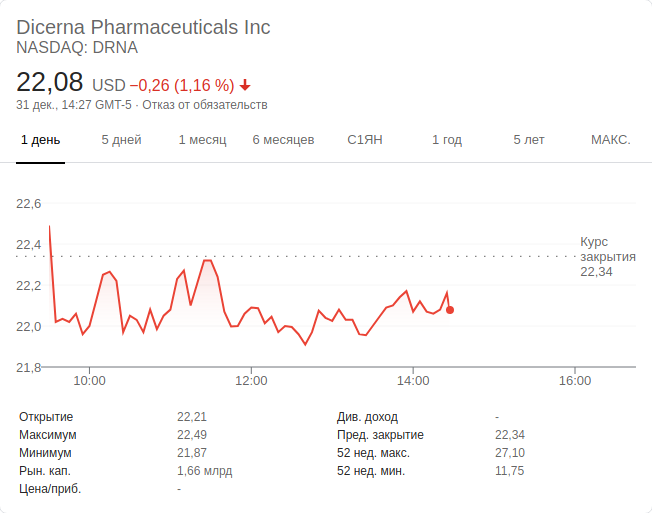 Dicerna Pharmaceuticals Inc
NASDAQ: DRNA
22,08 USD −0,26 (1,16 %)
31 дек., 14:27 GMT-5 · Отказ от обязательств
1 день 5 дней 1 месяц 6 месяцев С1ЯН 1 год 5 лет МАКС.
22,6
22,4
22,2
22,0
21,8
Курс
закрытия
22,34
10:00 12:00 14:00 16:00
Открытие 22,21 Див. доход -
Максимум 22,49 Пред. закрытие 22,34
Минимум 21,87 52 нед. макс. 27,10
Рын. кап. 1,66 млрд 52 нед. мин. 11,75
Цена/приб. -